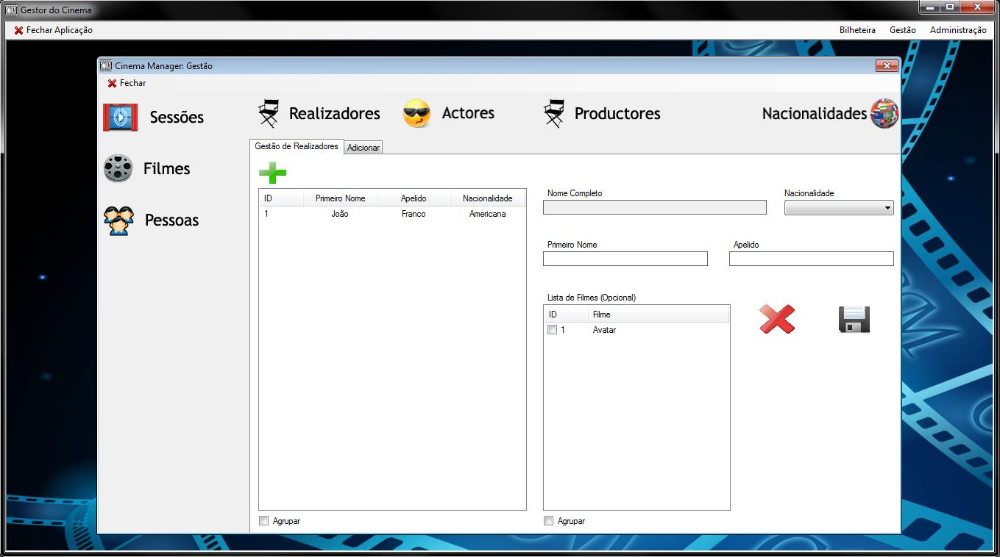 Gestor do Cinema
Fechar Aplicação
Bilheteira Gestão Administração
Cinema Manager: Gestão
Fechar
Sessões
Filmes
Pessoas
Realizadores Actores Productores Nacionalidades
Gestão de Realizadores Adicionar
ID Primeiro Nome Apelido Nacionalidade
1 João Franco Americana
Agrupar
Nome Completo Nacionalidade
Primeiro Nome Apelido
Lista de Filmes (Opcional)
ID Filme
1 Avatar
Agrupar